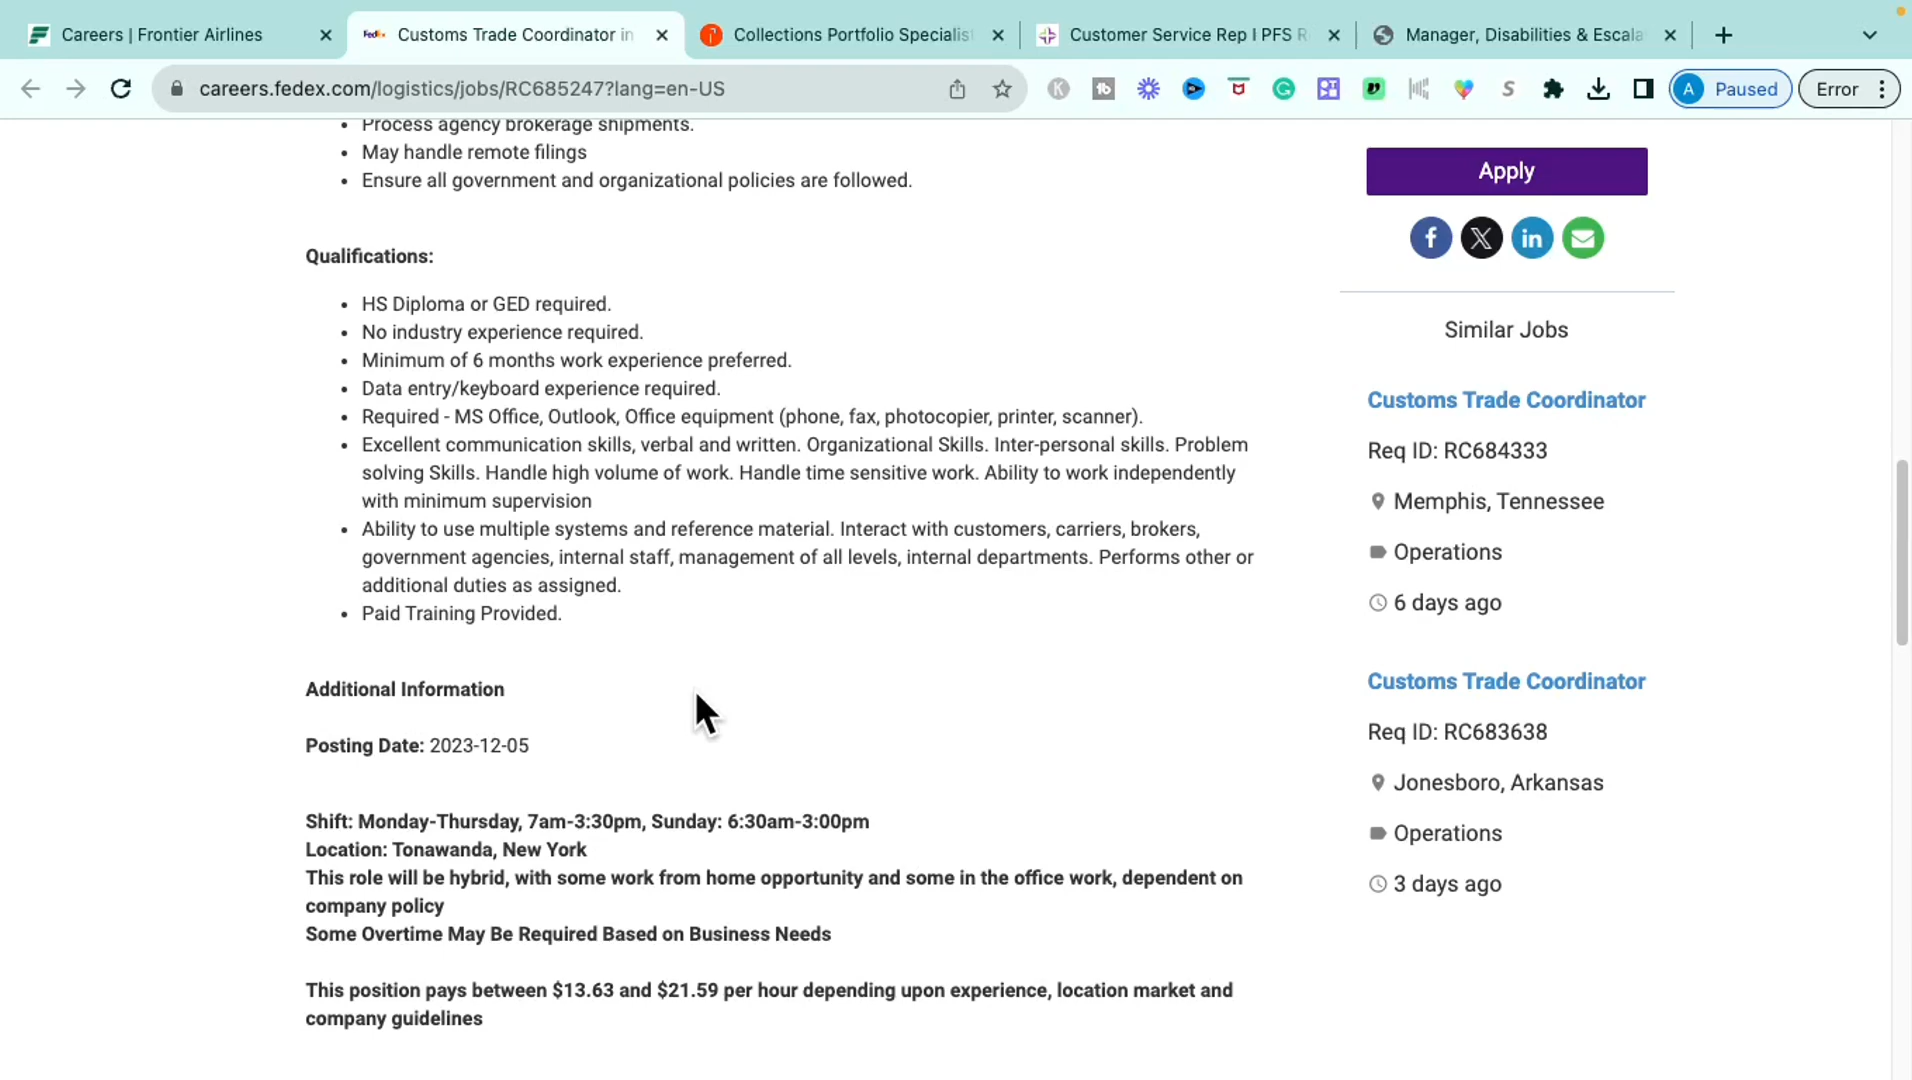 Careers | Frontier Airlines
FedEx
Customs Trade Coordinator in
Collections Portfolio Specialist
Customer Service Rep I PFS R
Manager, Disabilities & Escala
careers.fedex.com/logistics/jobs/RC685247?lang=en-US
A Paused
Error
Process agency brokerage shipments.
May handle remote filings
Ensure all government and organizational policies are followed.
Qualifications:
HS Diploma or GED required.
No industry experience required.
Minimum of 6 months work experience preferred.
Data entry/keyboard experience required.
Required - MS Office, Outlook, Office equipment (phone, fax, photocopier, printer, scanner).
Excellent communication skills, verbal and written. Organizational Skills. Inter-personal skills. Problem
solving Skills. Handle high volume of work. Handle time sensitive work. Ability to work independently
with minimum supervision
Ability to use multiple systems and reference material. Interact with customers, carriers, brokers,
government agencies, internal staff, management of all levels, internal departments. Performs other or
additional duties as assigned.
Paid Training Provided.
Additional Information
Posting Date: 2023-12-05
Shift: Monday-Thursday, 7am-3:30pm, Sunday: 6:30am-3:00pm
Location: Tonawanda, New York
This role will be hybrid, with some work from home opportunity and some in the office work, dependent on
company policy
Some Overtime May Be Required Based on Business Needs
This position pays between $13.63 and $21.59 per hour depending upon experience, location market and
company guidelines
Apply
Similar Jobs
Customs Trade Coordinator
Req ID: RC684333
Memphis, Tennessee
Operations
6 days ago
Customs Trade Coordinator
Req ID: RC683638
Jonesboro, Arkansas
Operations
3 days ago